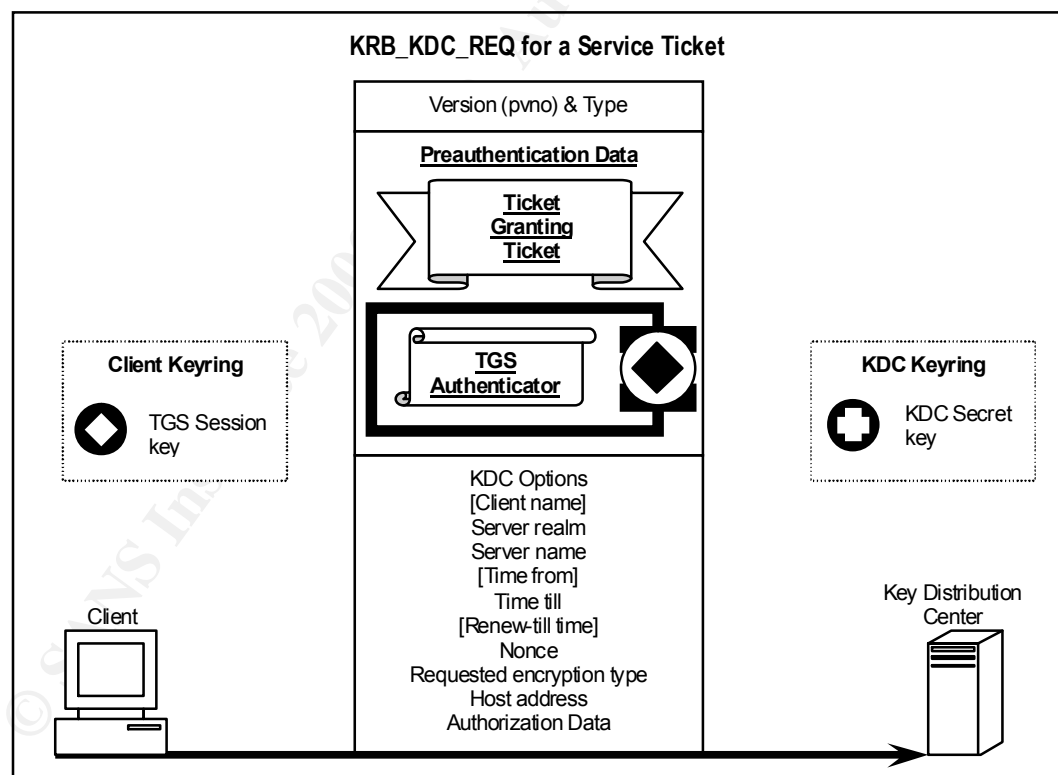 KRB_KDC_REQ for a Service Ticket
Version (pvno) & Type
Preauthentication Data
Ticket
Granting
Ticket
TGS
Authenticator
Client Keyring
TGS Session
key
KDC Keyring
KDC Secret
key
KDC Options
[Client name]
Server realm
Server name
[Time from]
Time till
[Renew-till time]
Nonce
Requested encryption type
Host address
Authorization Data
Client
Key Distribution
Center
© SANS Ins